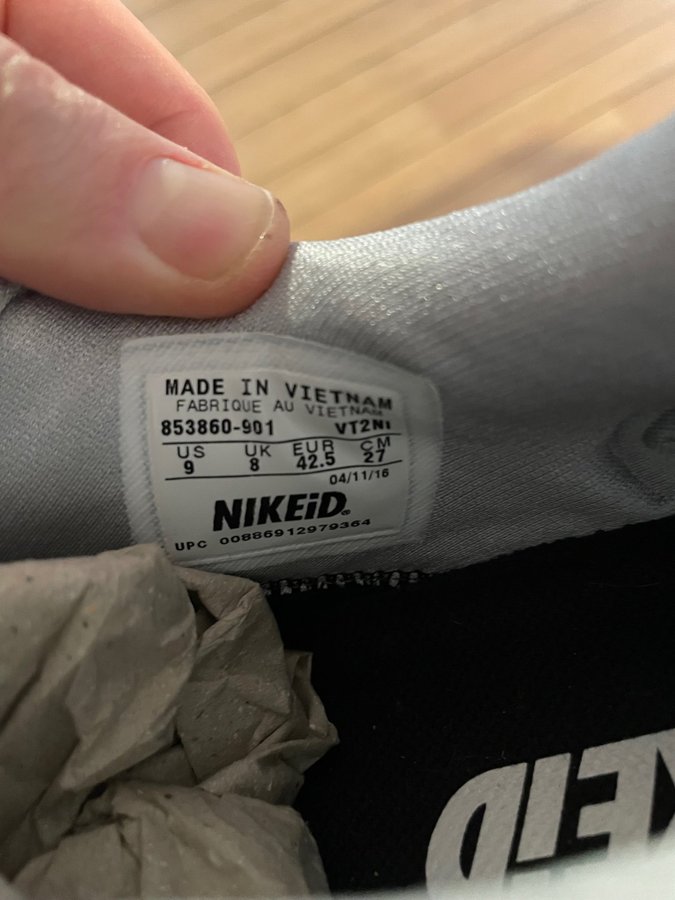 MADE IN VIETNAM
FABRIQUE AU VIETNAM
853860-901 VT2NI
US UK EUR CM
9 8 42.5 27
04/11/16
NIKEiD®
UPC 00886912979364
EiD